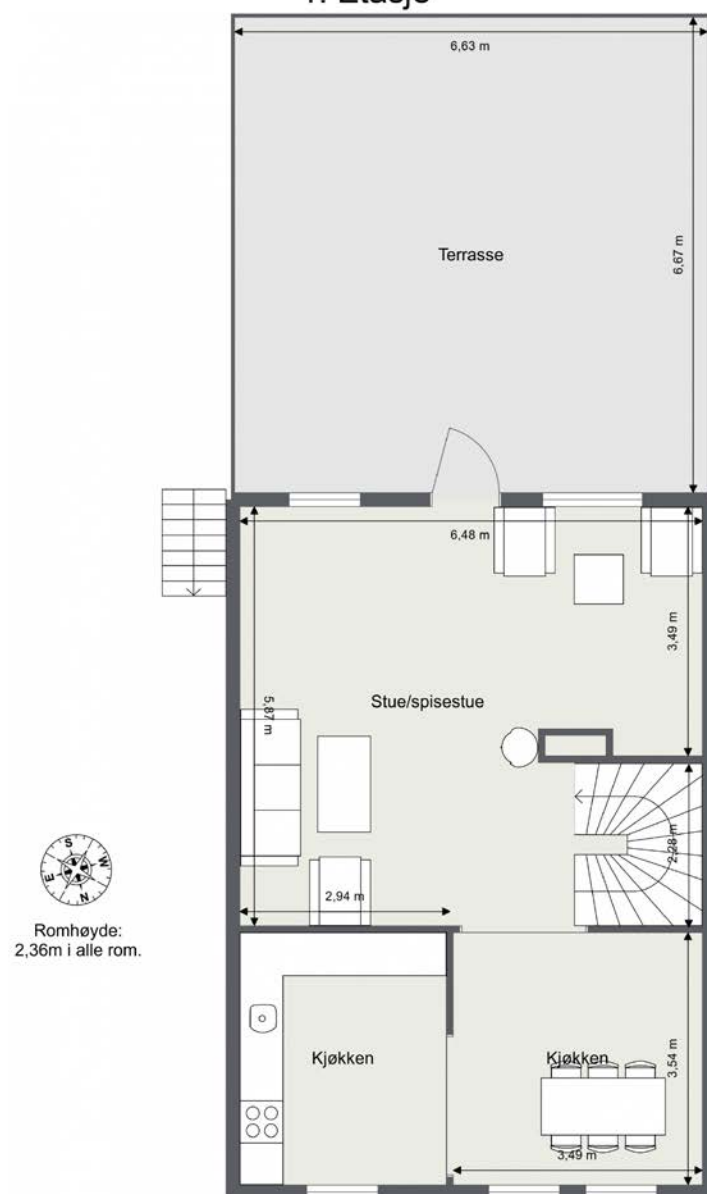 1. Etasje
6,63 m
Terrasse
6,67 m
6,48 m
3,49 m
Stue/spisestue
5,87 m
2,28 m
S
W
E
N
Romhøyde:
2,36m i alle rom.
2,94 m
Kjøkken
Kjøkken
3,54 m
3,49 m